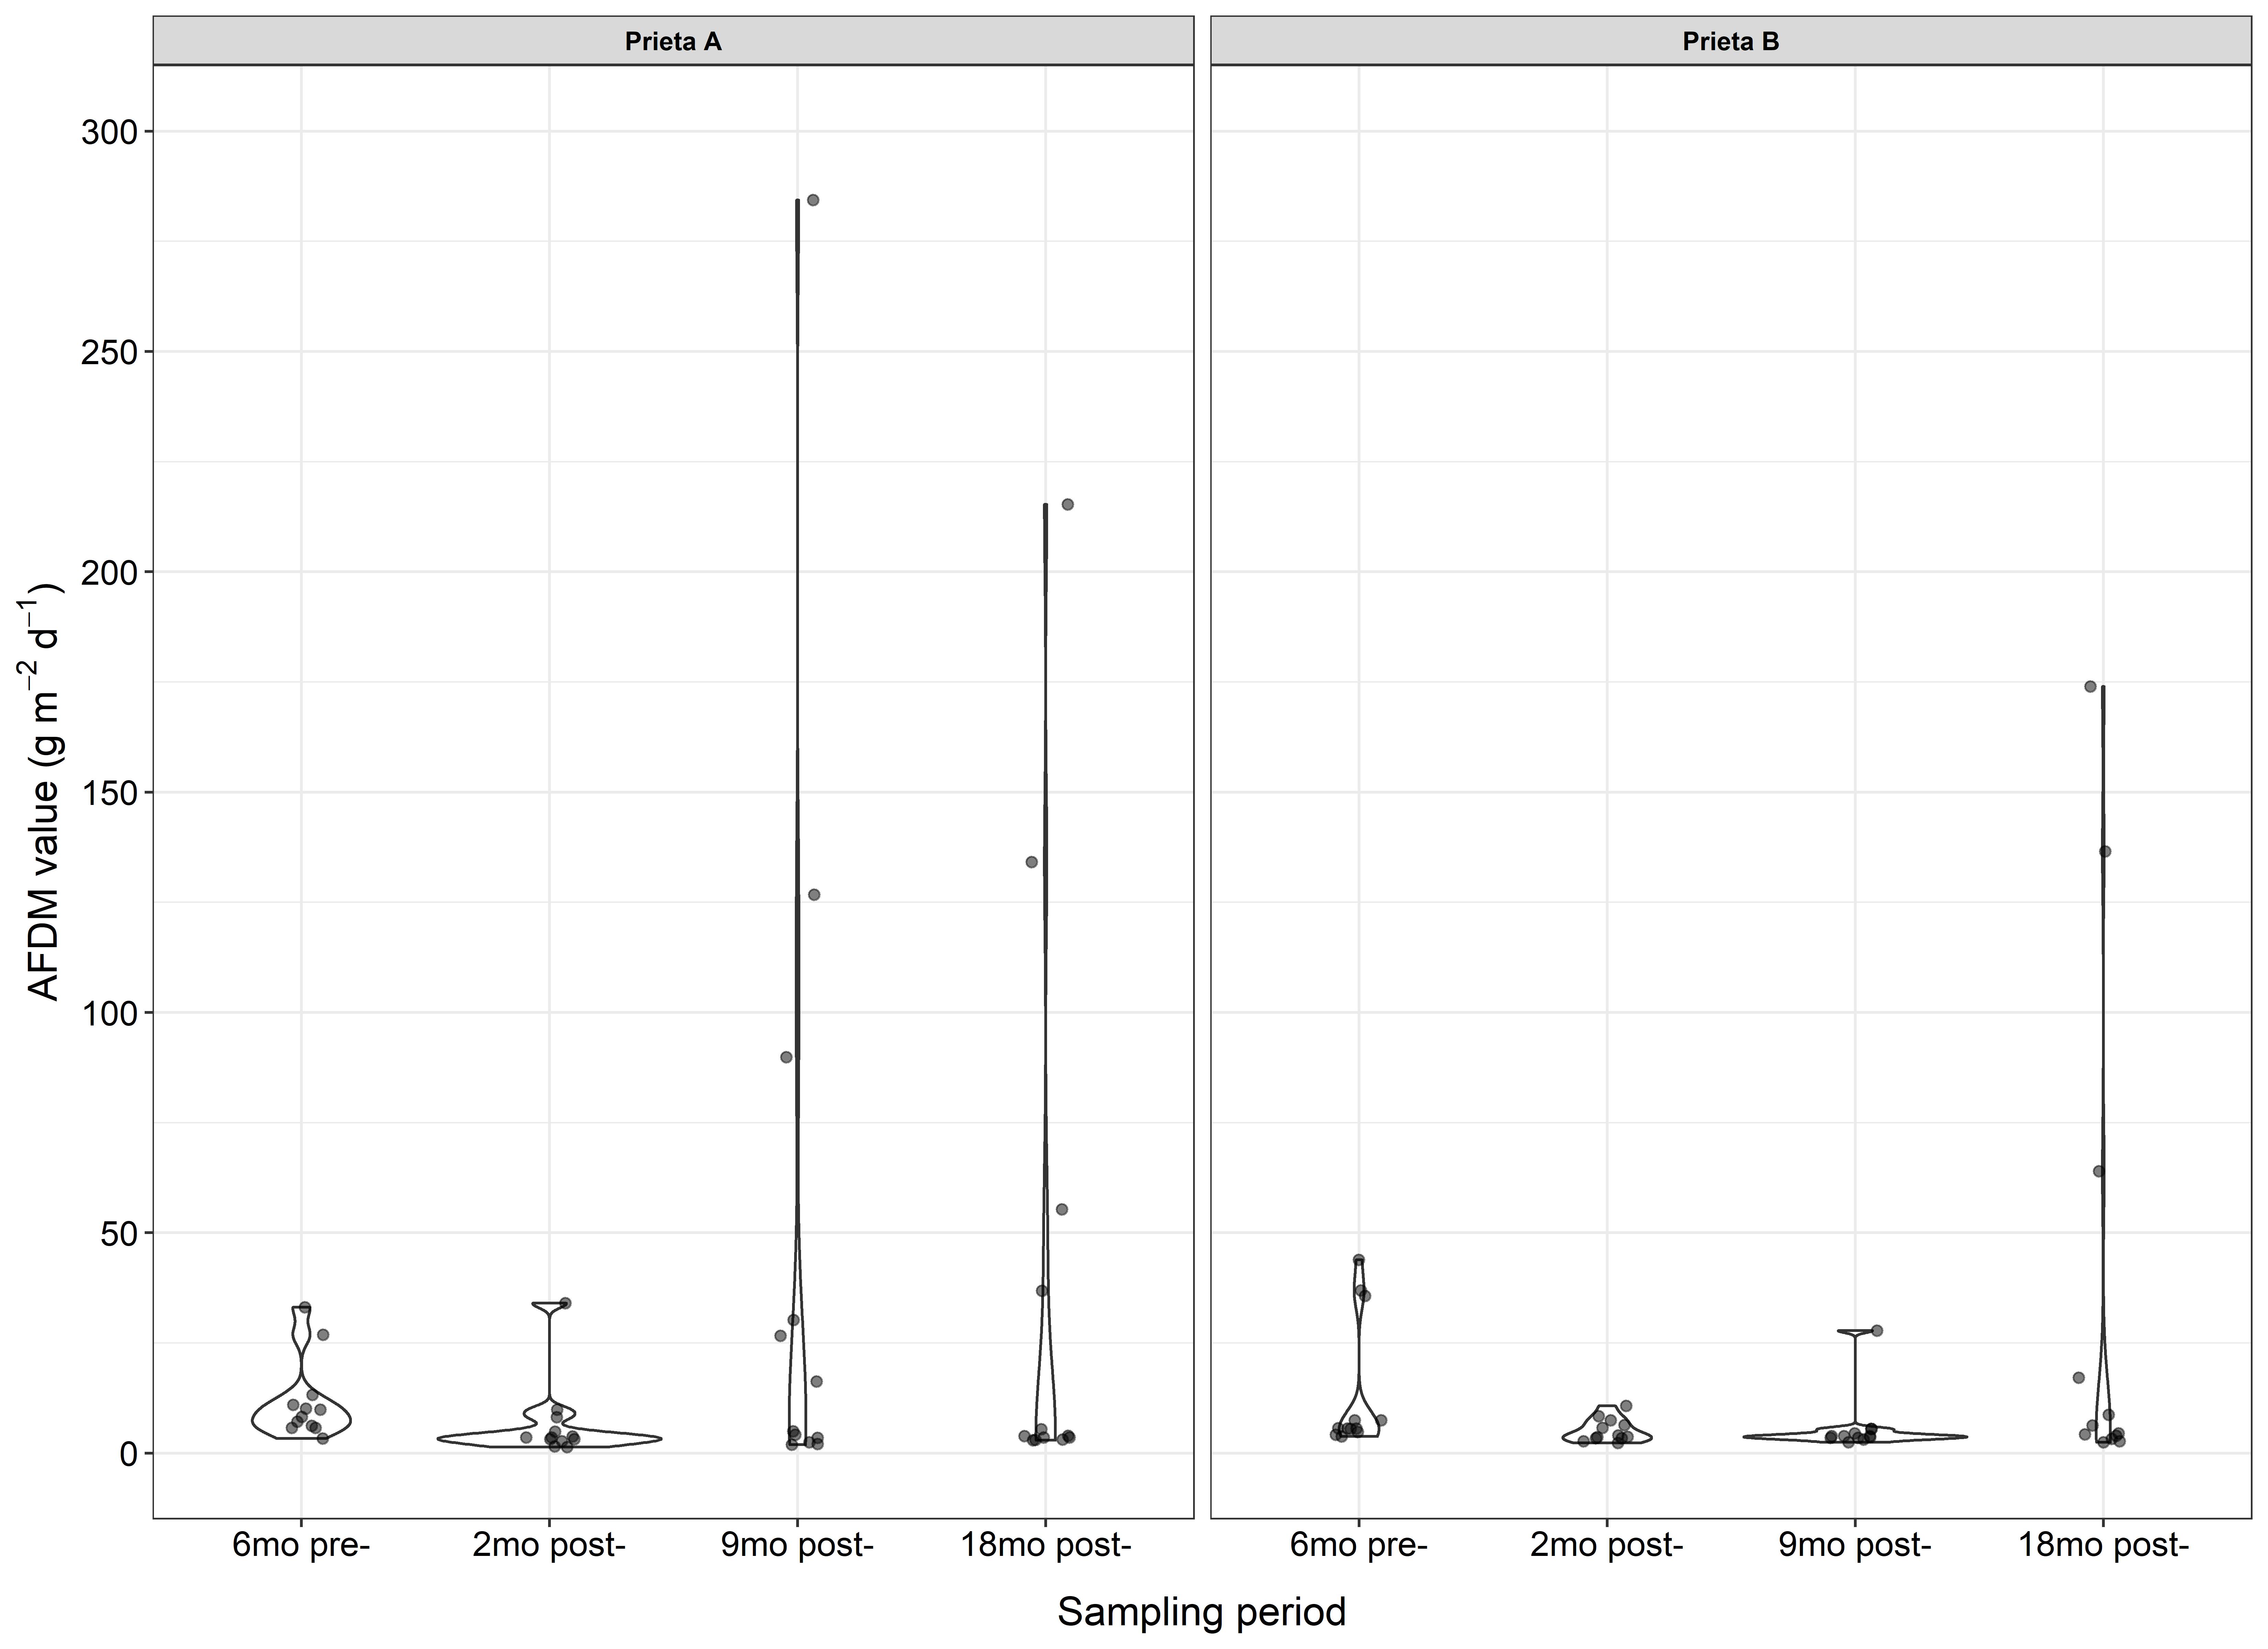 Prieta A
Prieta B
AFDM value (g m⁻² d⁻¹)
300
250
200
150
100
50
0
6mo pre-
2mo post-
9mo post-
18mo post-
6mo pre-
2mo post-
9mo post-
18mo post-
Sampling period